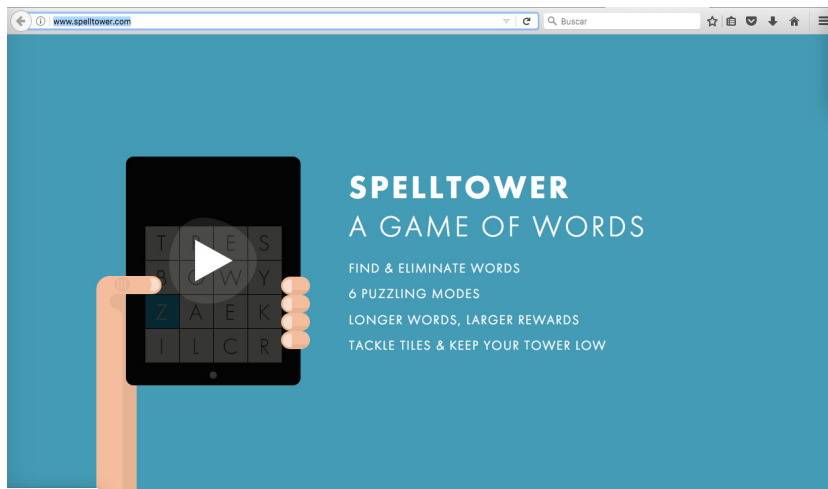 www.spelltower.com
Buscar
SPELLTOWER
A GAME OF WORDS
FIND & ELIMINATE WORDS
6 PUZZLING MODES
LONGER WORDS, LARGER REWARDS
TACKLE TILES & KEEP YOUR TOWER LOW
T R E S
B O W Y
Z A E K
I L C R